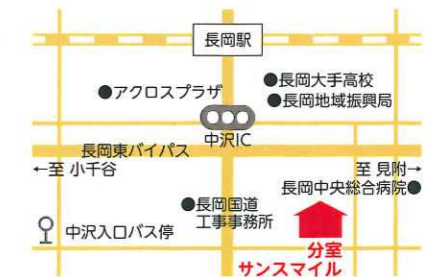 長岡駅
アクロスプラザ
長岡大手高校
長岡地域振興局
中沢IC
長岡東バイパス
←至 小千谷
至 見附→
長岡中央総合病院
長岡国道
工事事務所
中沢入口バス停
分室
サンスマイル